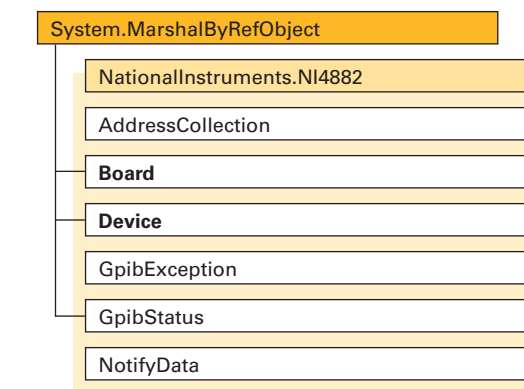 System.MarshalByRefObject
NationalInstruments.NI4882
AddressCollection
Board
Device
GpibException
GpibStatus
NotifyData